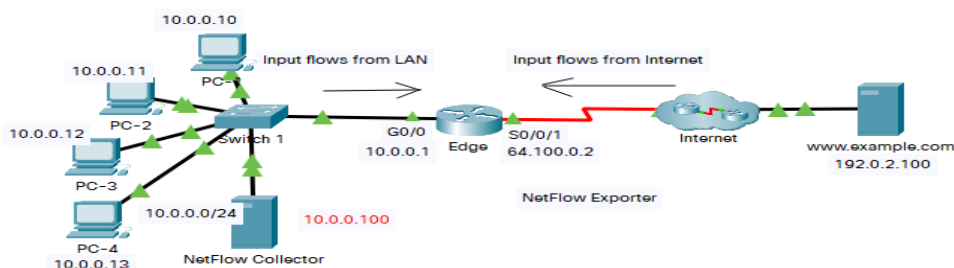 10.0.0.10
Input flows from LAN
Input flows from Internet
10.0.0.11
PC-2
10.0.0.12
Switch 1
G0/0
S0/0/1
10.0.0.1
Edge
64.100.0.2
Internet
www.example.com
192.0.2.100
PC-3
NetFlow Exporter
10.0.0.0/24
10.0.0.100
PC-4
10.0.0.13
NetFlow Collector